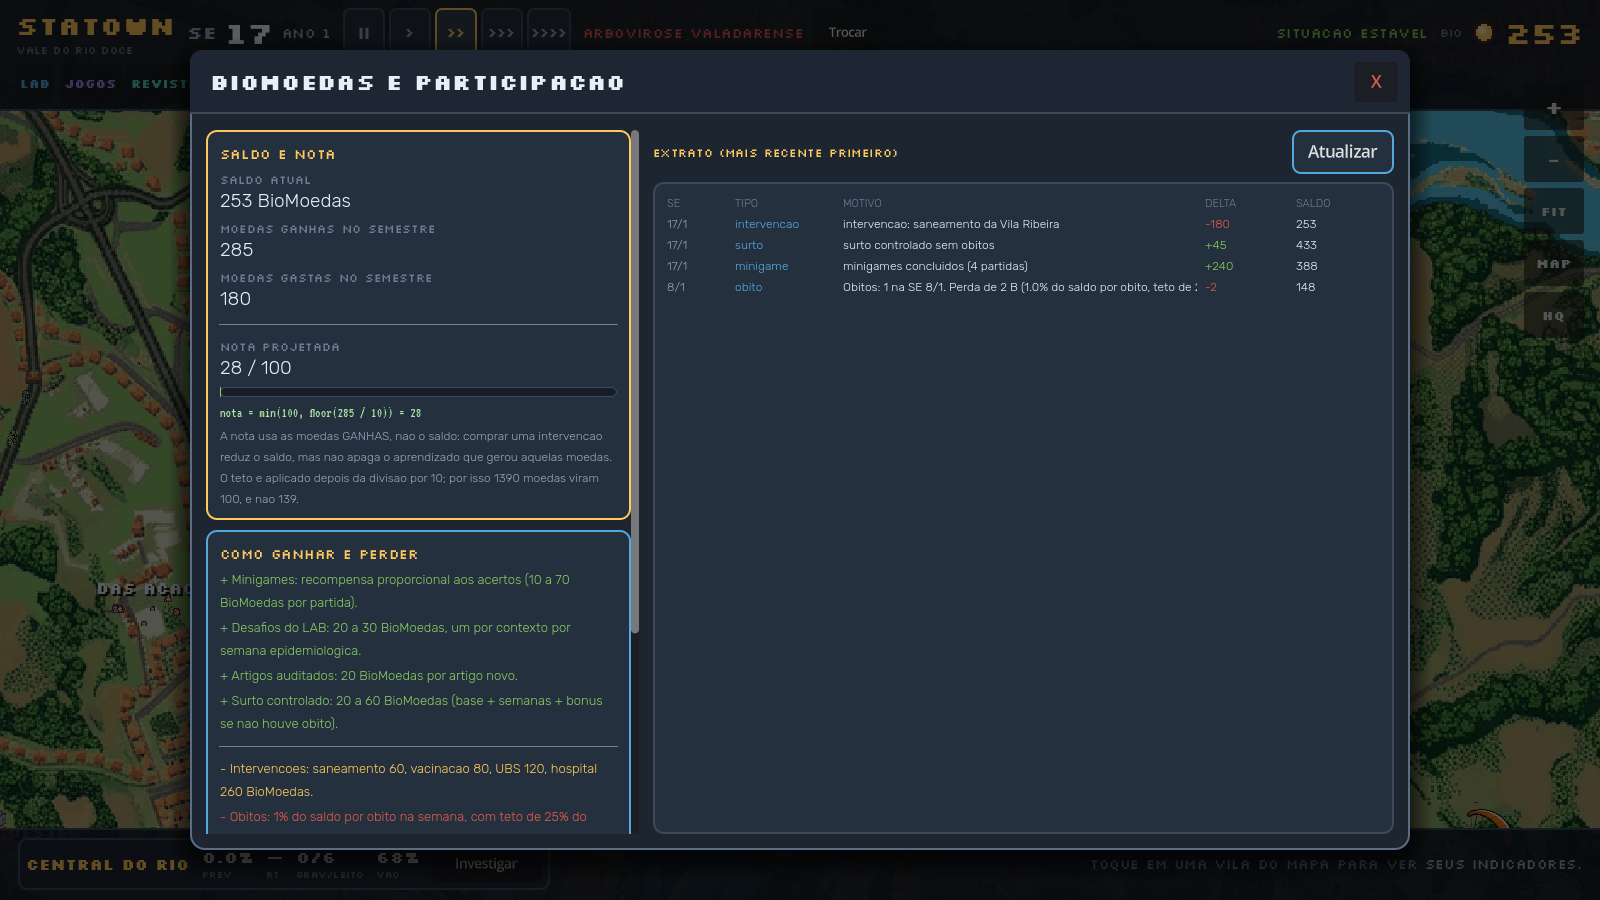 STATOWN
VALE DO RIO DOCE
SE 17 ANO 1
II > >> >>> >>>>
ARBOVIROSE VALADARENSE
Trocar
SITUACAO ESTAVEL
BIO 253
LAB JOGOS
BIOMOEDAS E PARTICIPACAO
X
SALDO E NOTA
SALDO ATUAL
253 BioMoedas
MOEDAS GANHAS NO SEMESTRE
285
MOEDAS GASTAS NO SEMESTRE
180
NOTA PROJETADA
28 / 100
nota = min(100, floor(285 / 10)) = 28
A nota usa as moedas GANHAS, nao o saldo: comprar uma intervencao
reduz o saldo, mas nao apaga o aprendizado que gerou aquelas moedas.
O teto e aplicado depois da divisao por 10; por isso 1390 moedas viram
100, e nao 139.
COMO GANHAR E PERDER
+ Minigames: recompensa proporcional aos acertos (10 a 70
BioMoedas por partida).
+ Desafios do LAB: 20 a 30 BioMoedas, um por contexto por
semana epidemiologica.
+ Artigos auditados: 20 BioMoedas por artigo novo.
+ Surto controlado: 20 a 60 BioMoedas (base + semanas + bonus
se nao houve obito).
- Intervencoes: saneamento 60, vacinacao 80, UBS 120, hospital
260 BioMoedas.
- Obitos: 1% do saldo por obito na semana, com teto de 25% do
EXTRATO (MAIS RECENTE PRIMEIRO)
Atualizar
SE TIPO MOTIVO DELTA SALDO
17/1 intervencao intervencao: saneamento da Vila Ribeira -180 253
17/1 surto surto controlado sem obitos +45 433
17/1 minigame minigames concluidos (4 partidas) +240 388
8/1 obito Obitos: 1 na SE 8/1. Perda de 2 B (1.0% do saldo por obito, teto de -2 148
+
-
FIT
MAP
HQ
DAS ACAC
CENTRAL DO RIO
0.0% — 0/6 68%
PREV RT GRAV/LEITO VAC
Investigar
TOQUE EM UMA VILA DO MAPA PARA VER SEUS INDICADORES.